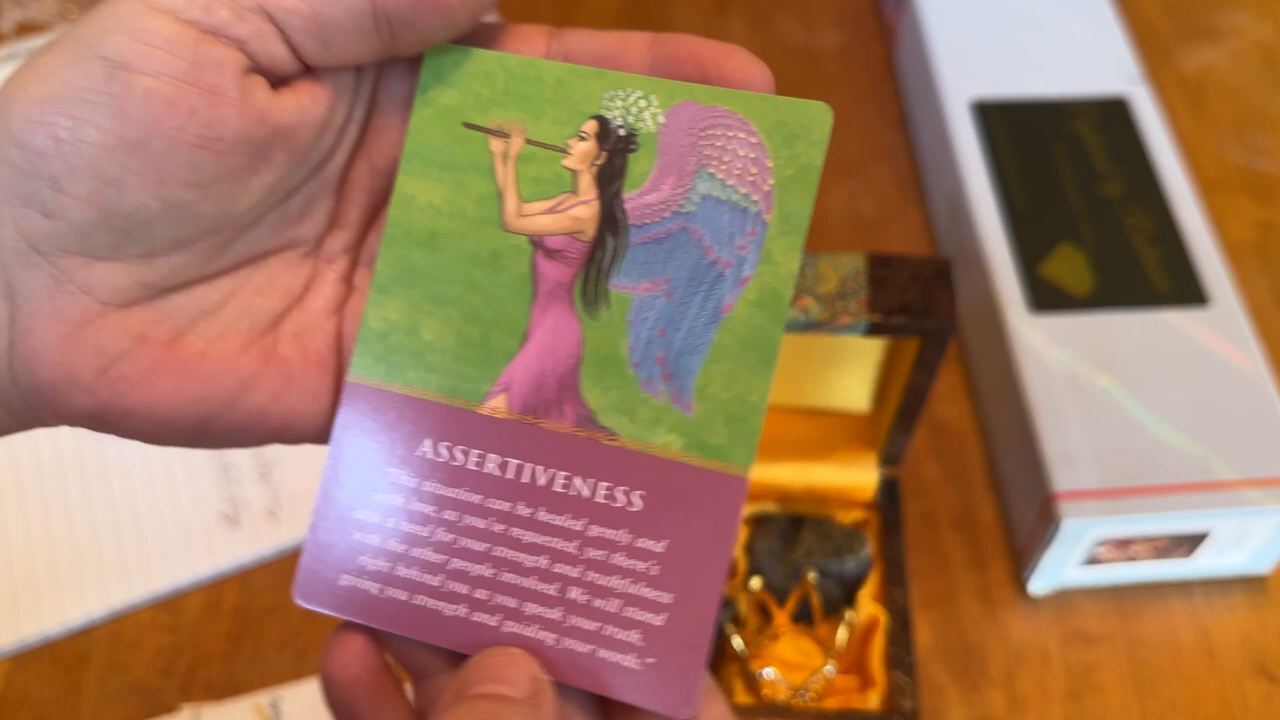 ASSERTIVENESS
"This situation can be healed gently and
with love, as you've requested, yet there's
also a need for your strength and truthfulness
with the other people involved. We will stand
right behind you as you speak your truth,
giving you strength and guiding your words."